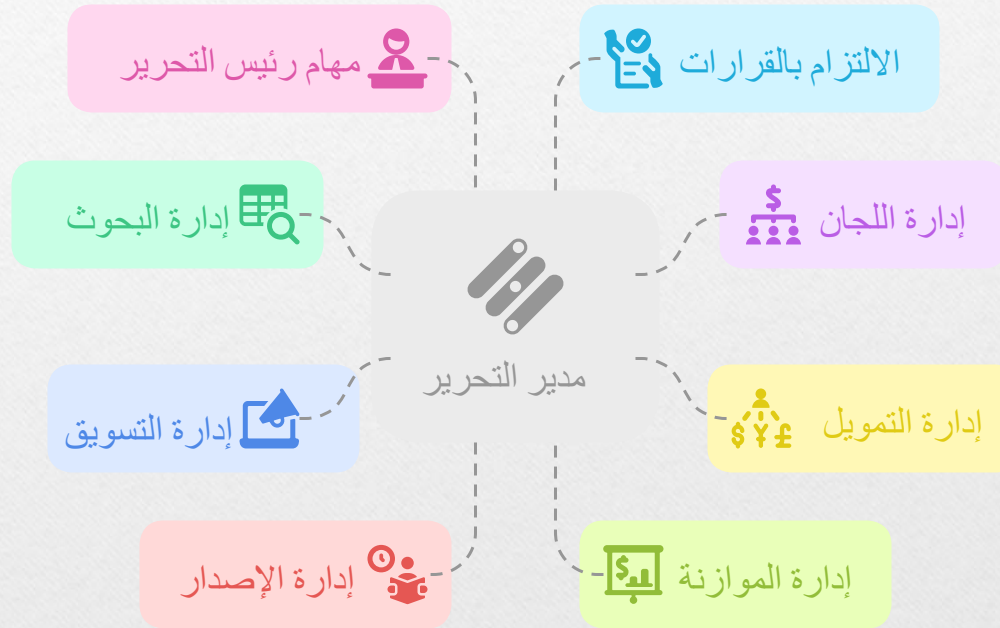 الالتزام بالقرارات
مهام رئيس التحرير
إدارة اللجان
إدارة البحوث
مدير التحرير
إدارة التمويل
إدارة التسويق
إدارة الموازنة
إدارة الإصدار